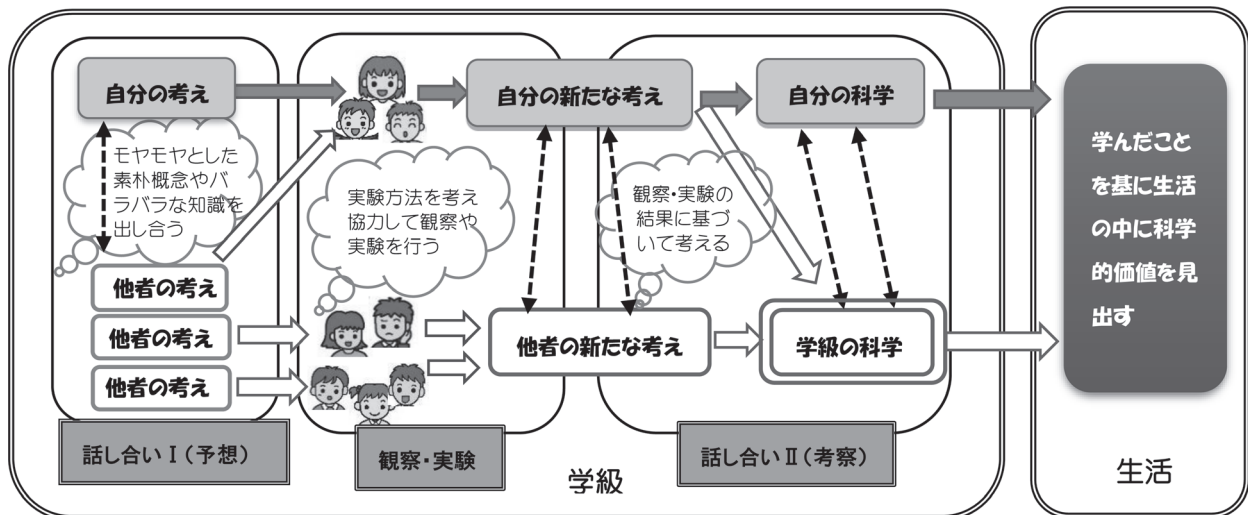 自分の考え
モヤモヤとした
素朴概念やバ
ラバラな知識を
出し合う
他者の考え
他者の考え
他者の考え
話し合いⅠ(予想)
実験方法を考え
協力して観察や
実験を行う
観察・実験
自分の新たな考え
他者の新たな考え
観察・実験の
結果に基づ
いて考える
自分の科学
学級の科学
話し合いⅡ(考察)
学級
学んだこと
を基に生活
の中に科学
的価値を見
出す
生活